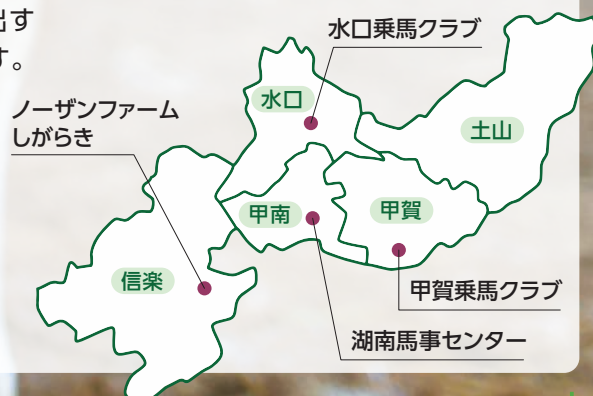 出す
す。
水口乗馬クラブ
ノーザンファーム
しがらき
水口
土山
甲南
甲賀
信楽
甲賀乗馬クラブ
湖南馬事センター